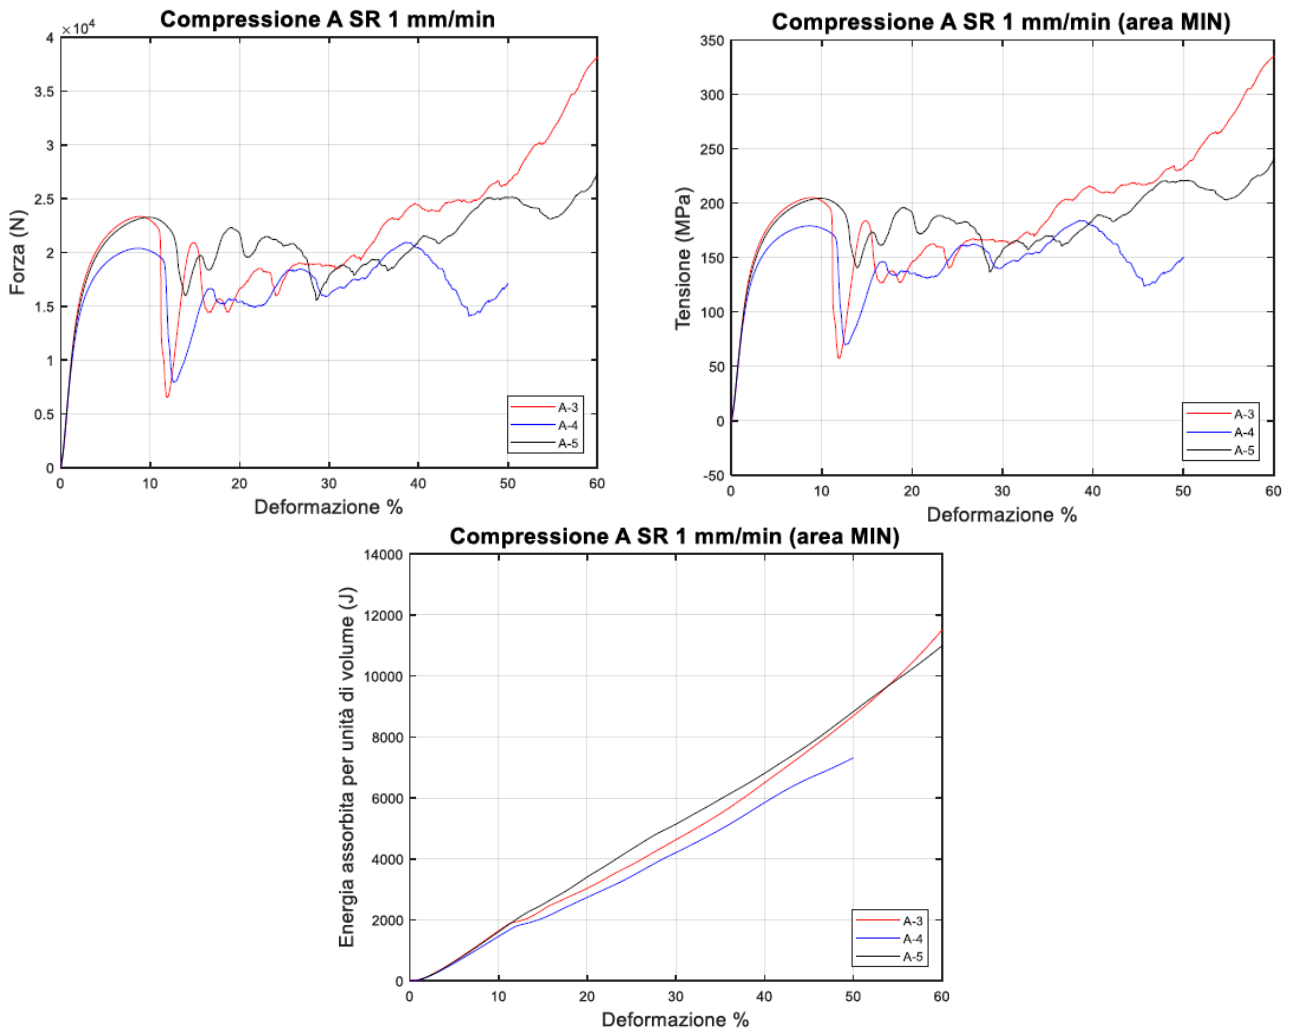 Compressione A SR 1 mm/min
×10⁴
4
3.5
3
2.5
2
1.5
1
0.5
0
Forza (N)
0 10 20 30 40 50 60
Deformazione %
A-3
A-4
A-5
Compressione A SR 1 mm/min (area MIN)
350
300
250
200
150
100
50
0
-50
Tensione (MPa)
0 10 20 30 40 50 60
Deformazione %
A-3
A-4
A-5
Compressione A SR 1 mm/min (area MIN)
14000
12000
10000
8000
6000
4000
2000
0
Energia assorbita per unità di volume (J)
0 10 20 30 40 50 60
Deformazione %
A-3
A-4
A-5